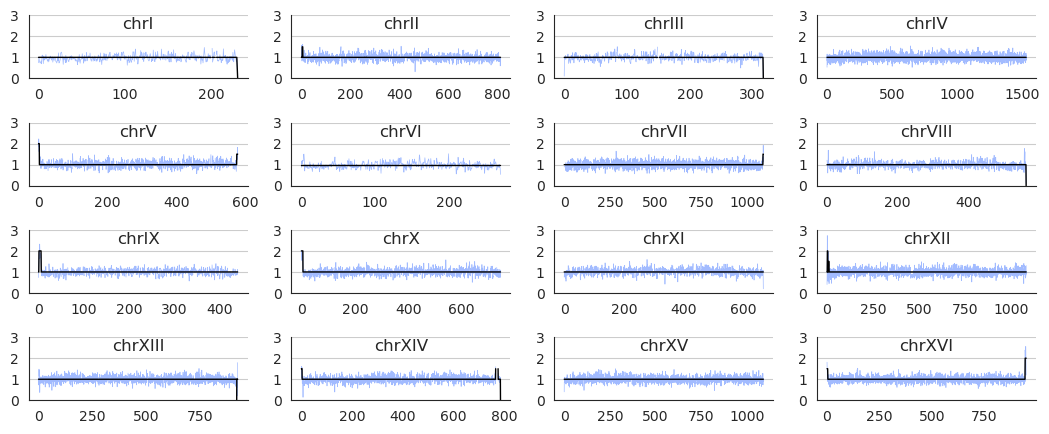 3 chrI 3 chrII 3 chrIII 3 chrIV
2 2 2 2
1 1 1 1
0 0 0 0
0 100 200 0 200 400 600 800 0 100 200 300 0 500 1000 1500
3 chrV 3 chrVI 3 chrVII 3 chrVIII
2 2 2 2
1 1 1 1
0 0 0 0
0 200 400 600 0 100 200 0 250 500 750 1000 0 200 400
3 chrIX 3 chrX 3 chrXI 3 chrXII
2 2 2 2
1 1 1 1
0 0 0 0
0 100 200 300 400 0 200 400 600 0 200 400 600 0 250 500 750 1000
3 chrXIII 3 chrXIV 3 chrXV 3 chrXVI
2 2 2 2
1 1 1 1
0 0 0 0
0 250 500 750 0 200 400 600 800 0 250 500 750 1000 0 250 500 750